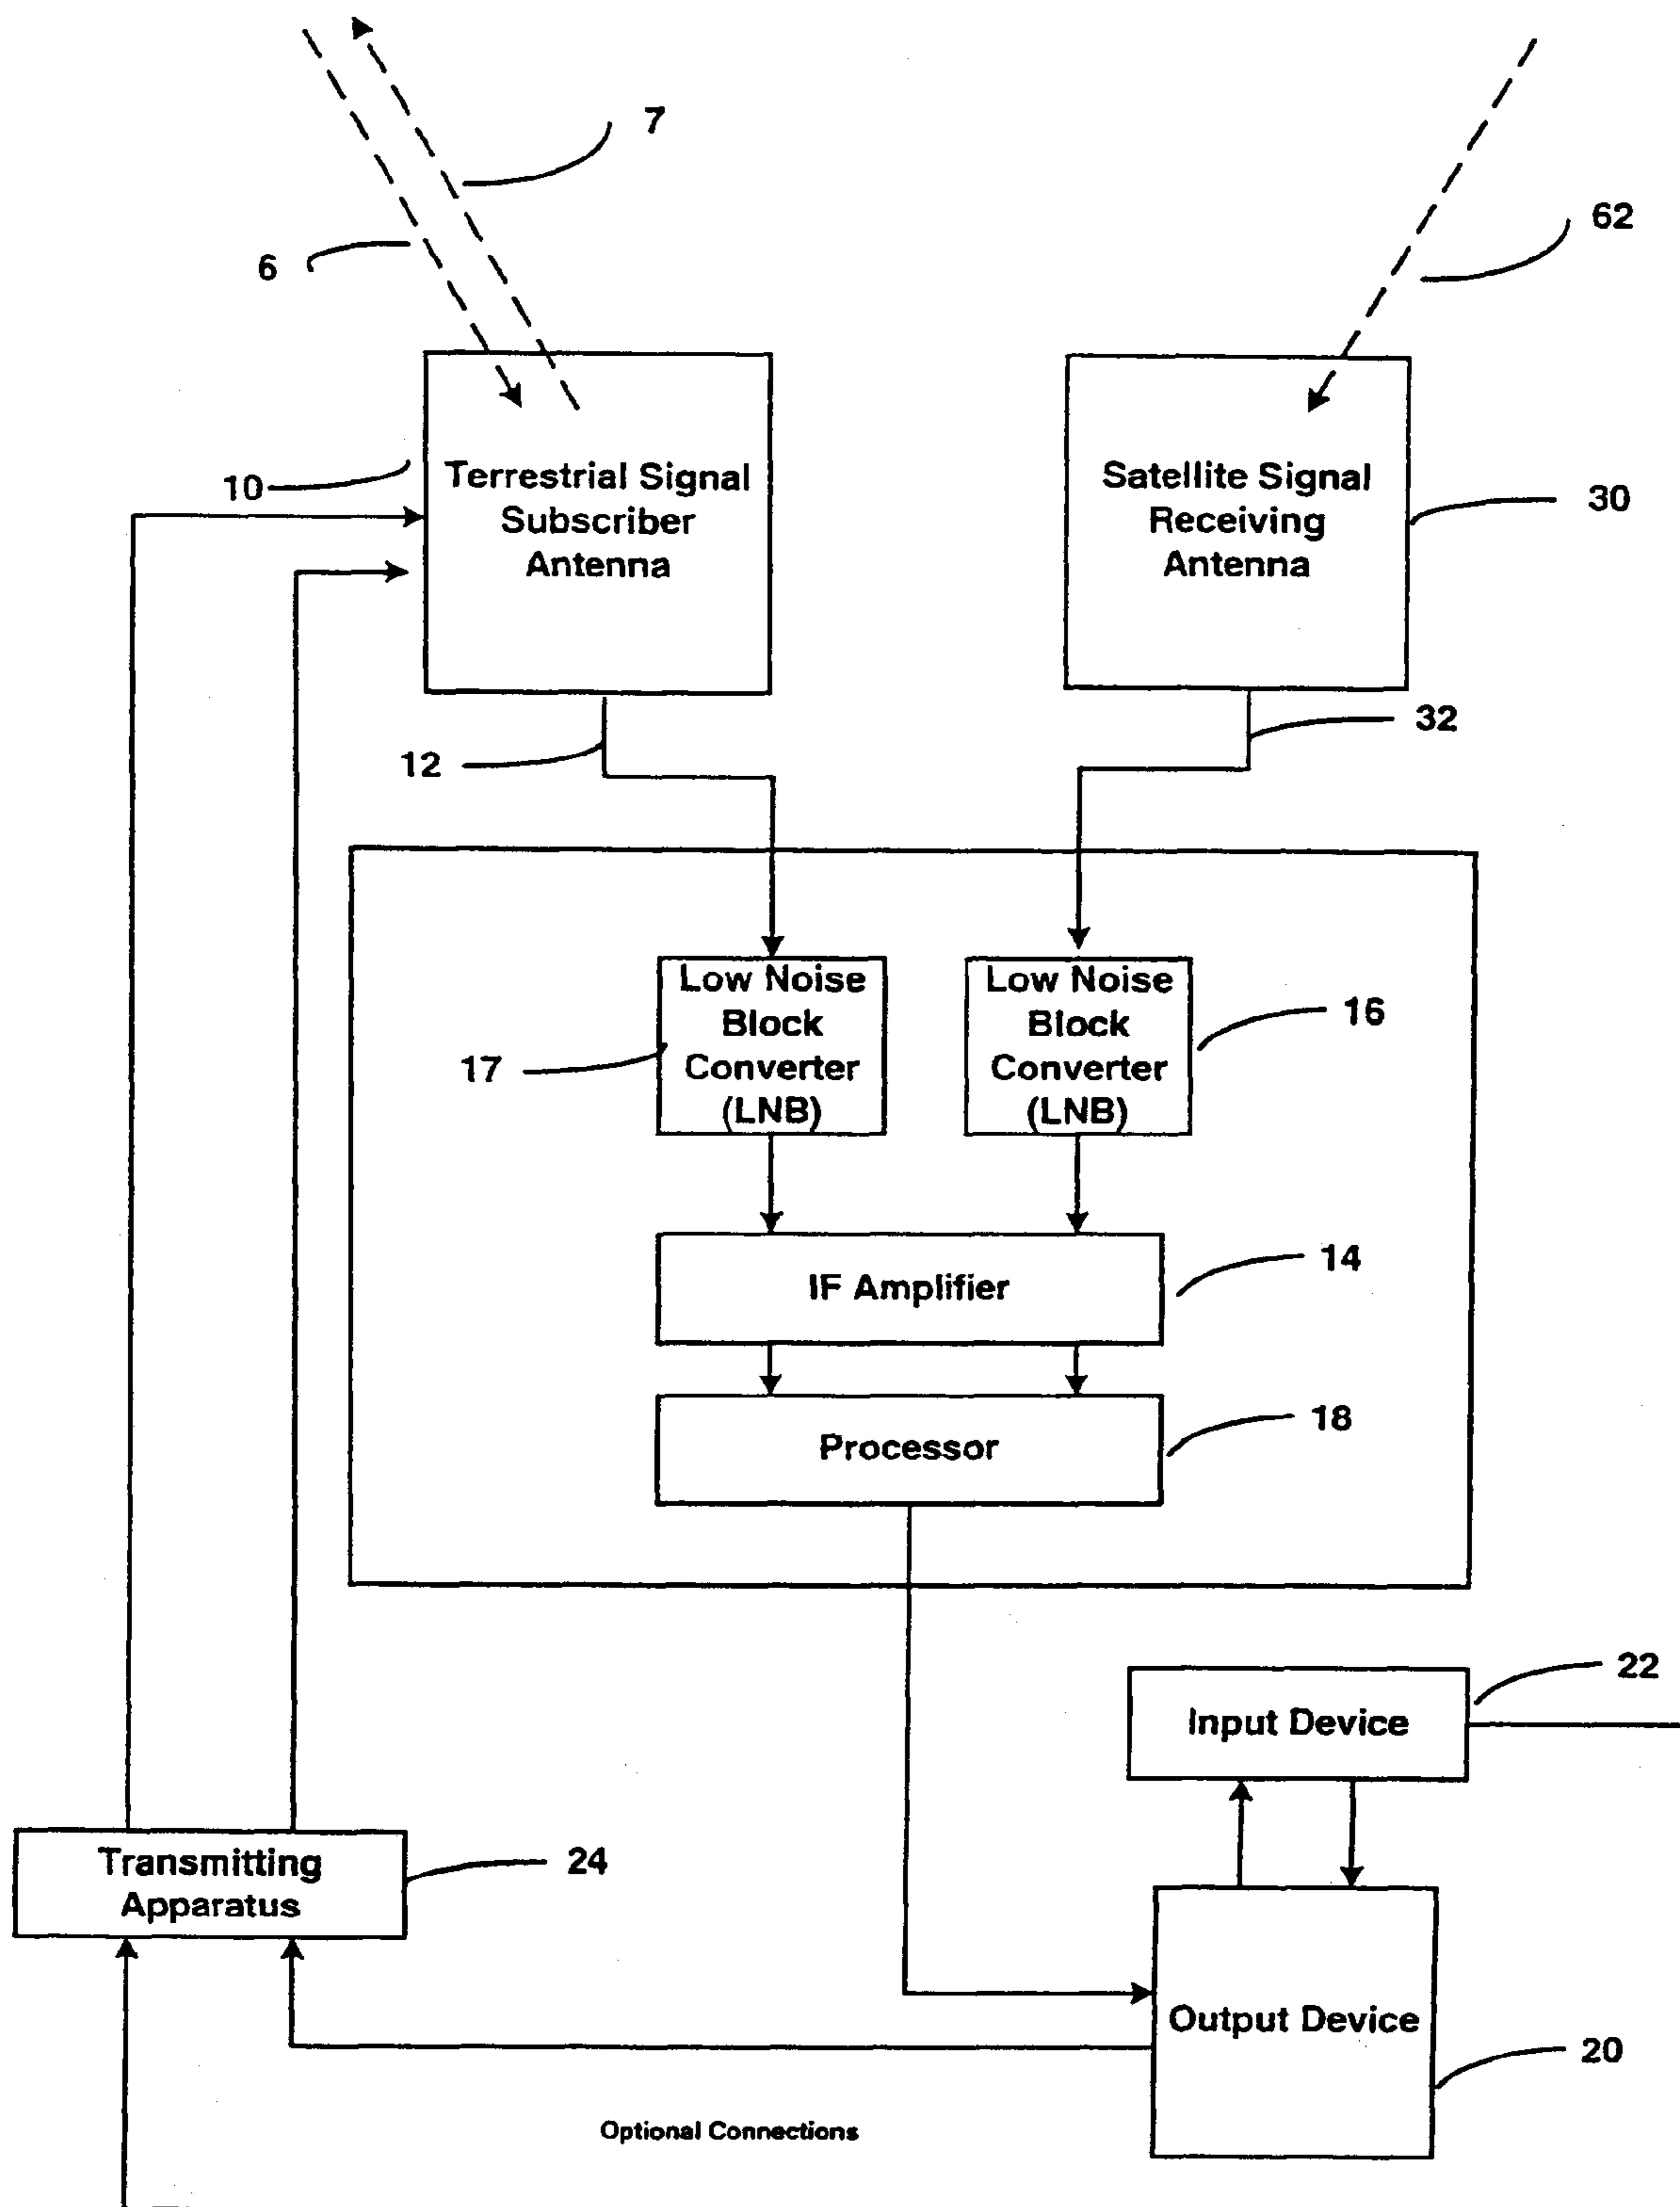 7
62
6
10
Terrestrial Signal
Subscriber
Antenna
Satellite Signal
Receiving
Antenna
30
12
32
Low Noise
Block
Converter
(LNB)
17
Low Noise
Block
Converter
(LNB)
16
IF Amplifier
14
Processor
18
22
Input Device
Transmitting
Apparatus
24
Output Device
20
Optional Connections